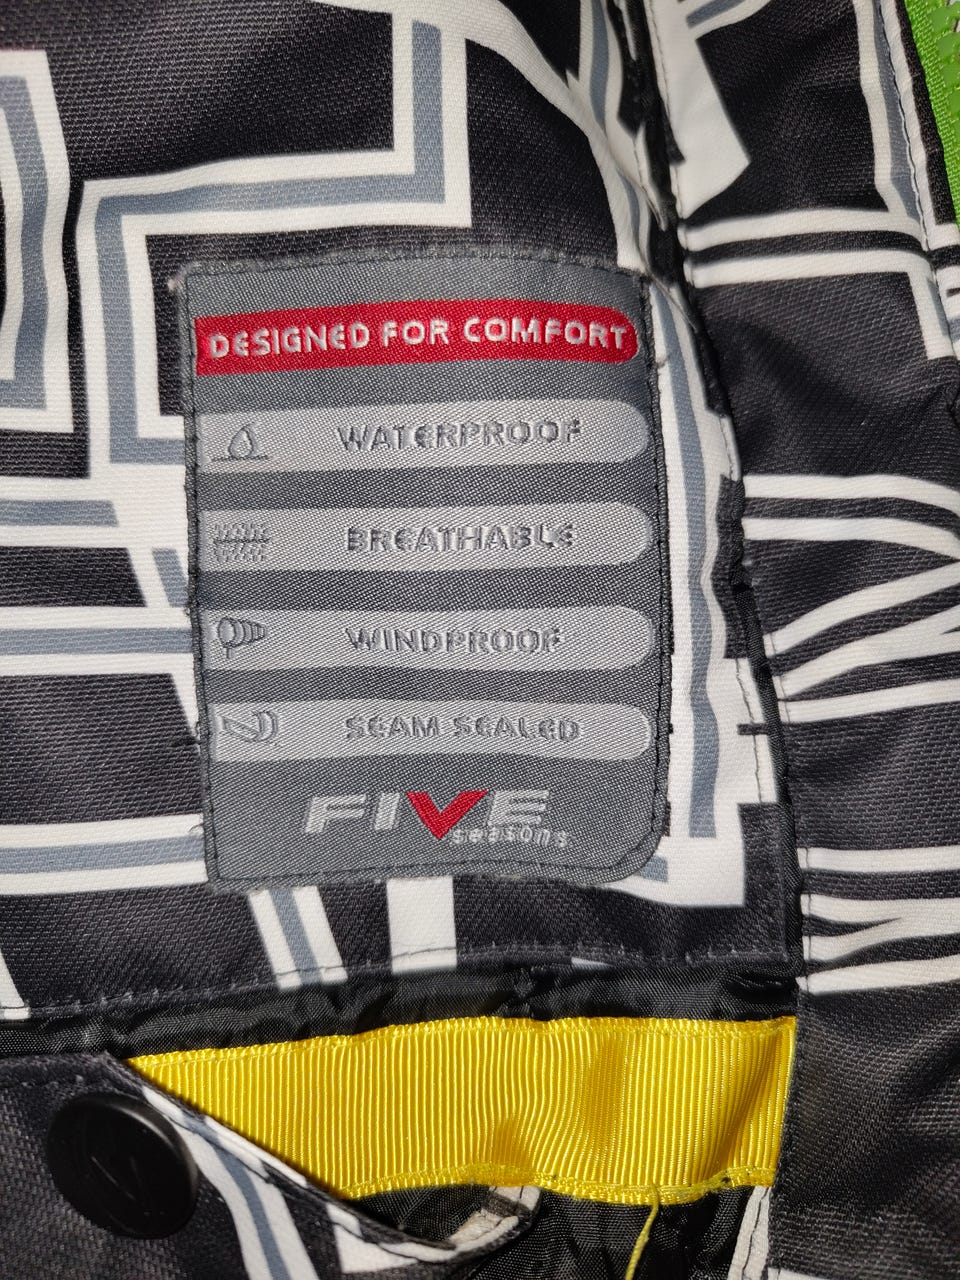 DESIGNED FOR COMFORT
WATERPROOF
BREATHABLE
WINDPROOF
SEAM SEALED
FIVE
seasons